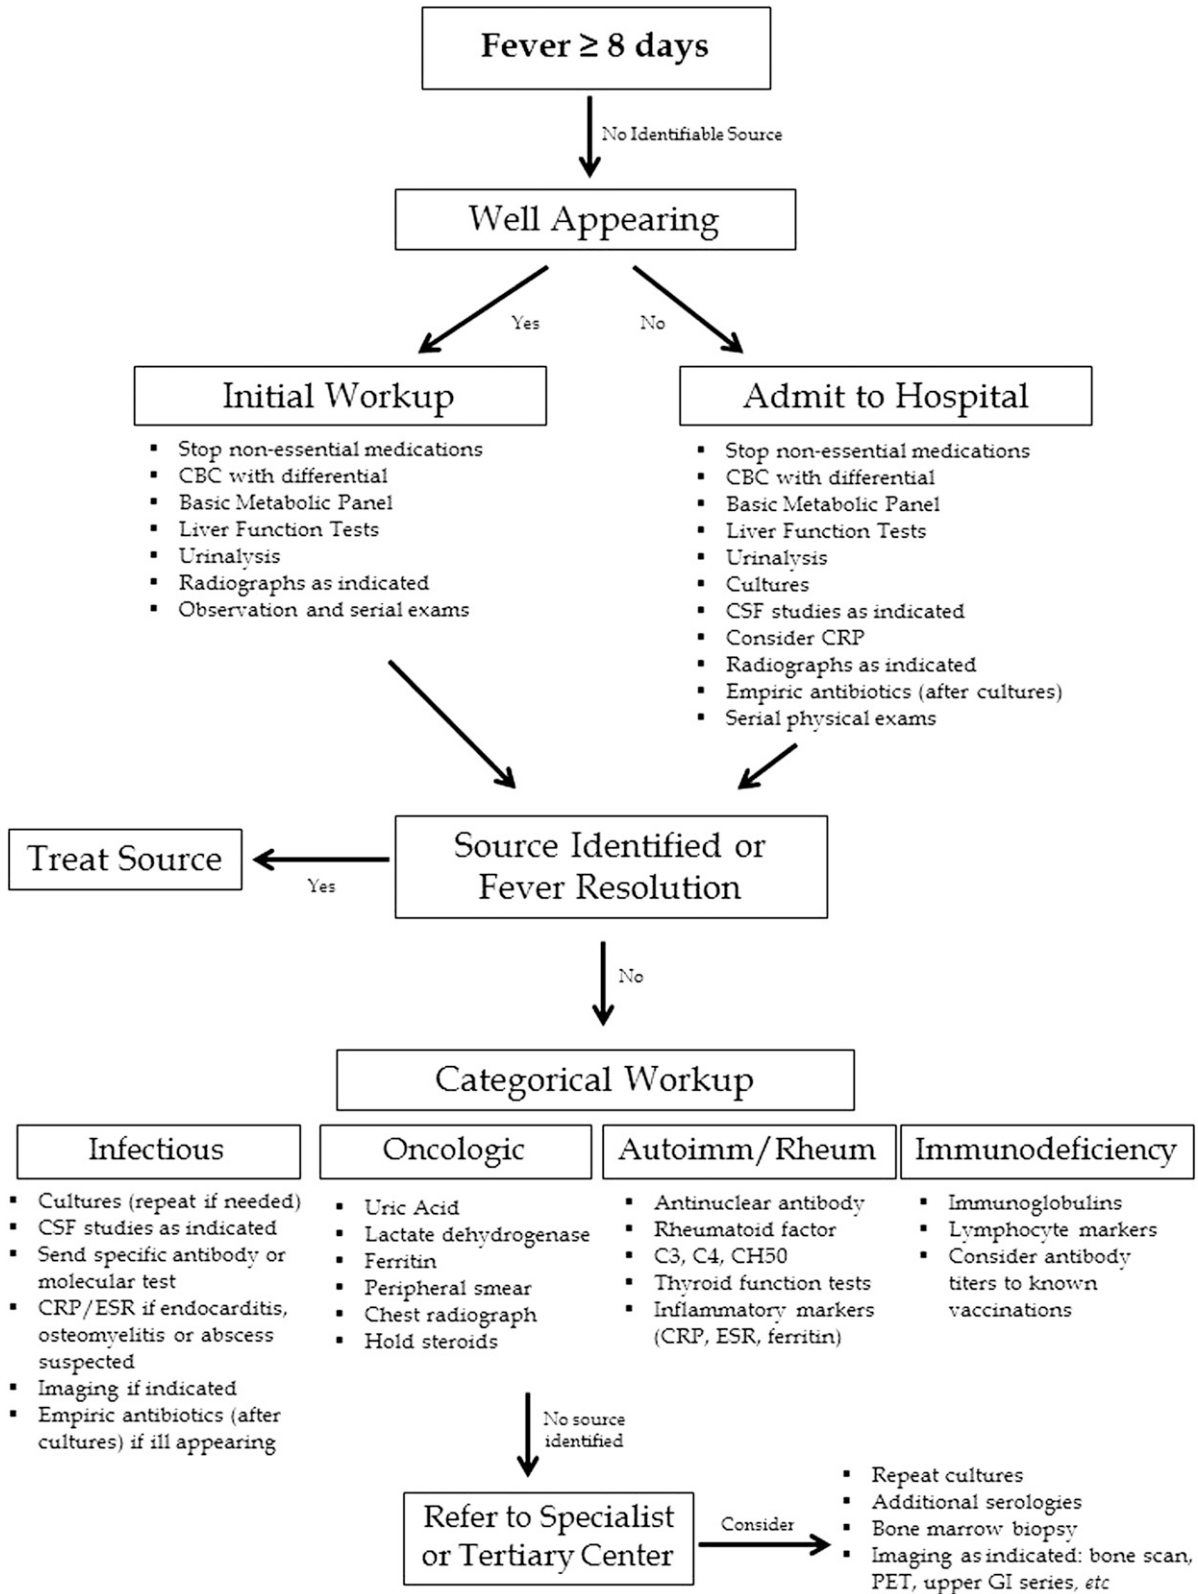 Fever ≥ 8 days
No Identifiable Source
Well Appearing
Yes
No
Initial Workup
▪ Stop non-essential medications
▪ CBC with differential
▪ Basic Metabolic Panel
▪ Liver Function Tests
▪ Urinalysis
▪ Radiographs as indicated
▪ Observation and serial exams
Admit to Hospital
▪ Stop non-essential medications
▪ CBC with differential
▪ Basic Metabolic Panel
▪ Liver Function Tests
▪ Urinalysis
▪ Cultures
▪ CSF studies as indicated
▪ Consider CRP
▪ Radiographs as indicated
▪ Empiric antibiotics (after cultures)
▪ Serial physical exams
Source Identified or
Fever Resolution
Yes
Treat Source
No
Categorical Workup
Infectious
▪ Cultures (repeat if needed)
▪ CSF studies as indicated
▪ Send specific antibody or
molecular test
▪ CRP/ESR if endocarditis,
osteomyelitis or abscess
suspected
▪ Imaging if indicated
▪ Empiric antibiotics (after
cultures) if ill appearing
Oncologic
▪ Uric Acid
▪ Lactate dehydrogenase
▪ Ferritin
▪ Peripheral smear
▪ Chest radiograph
▪ Hold steroids
Autoimm/Rheum
▪ Antinuclear antibody
▪ Rheumatoid factor
▪ C3, C4, CH50
▪ Thyroid function tests
▪ Inflammatory markers
(CRP, ESR, ferritin)
Immunodeficiency
▪ Immunoglobulins
▪ Lymphocyte markers
▪ Consider antibody
titers to known
vaccinations
No source
identified
Refer to Specialist
or Tertiary Center
Consider
▪ Repeat cultures
▪ Additional serologies
▪ Bone marrow biopsy
▪ Imaging as indicated: bone scan,
PET, upper GI series, etc